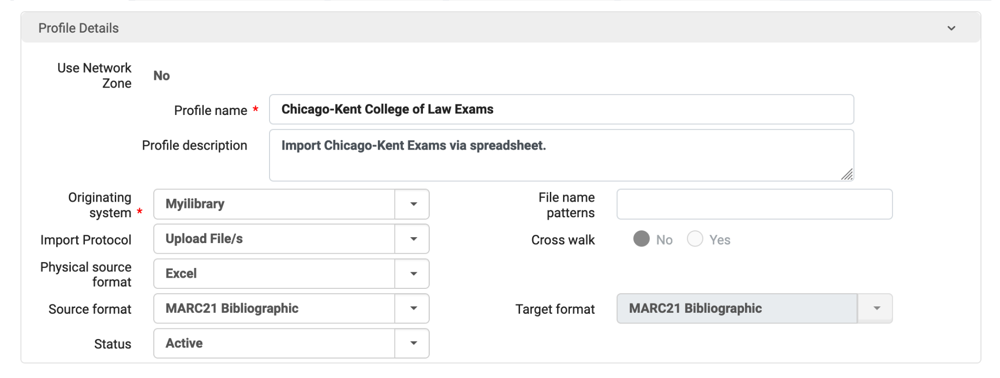 Profile Details
Use Network
Zone
No
Profile name *
Chicago-Kent College of Law Exams
Profile description
Import Chicago-Kent Exams via spreadsheet.
Originating
system *
Myilibrary
File name
patterns
Import Protocol
Upload File/s
Cross walk
No
Yes
Physical source
format
Excel
Source format
MARC21 Bibliographic
Target format
MARC21 Bibliographic
Status
Active